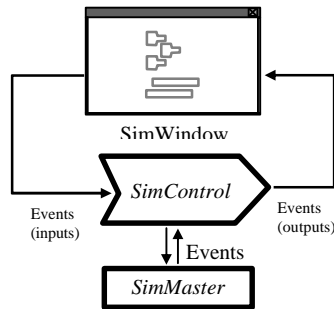 SimWindow
SimControl
Events
(inputs)
Events
(outputs)
Events
SimMaster